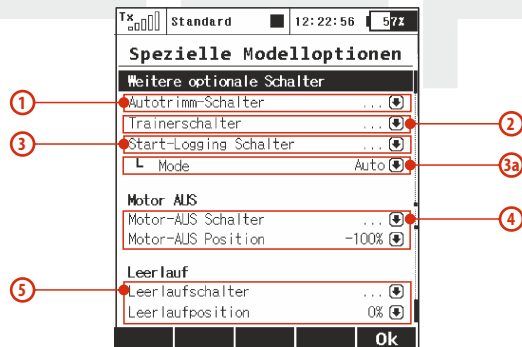 Tx Standard 12:22:56 57%
Spezielle Modelloptionen
Weitere optionale Schalter
1 Autotrimm-Schalter ...
Trainerschalter ... 2
3 Start-Logging Schalter ...
Mode Auto 3a
Motor AUS
Motor-AUS Schalter ... 4
Motor-AUS Position -100%
Leerlauf
5 Leerlaufschalter ...
Leerlaufposition 0%
Ok